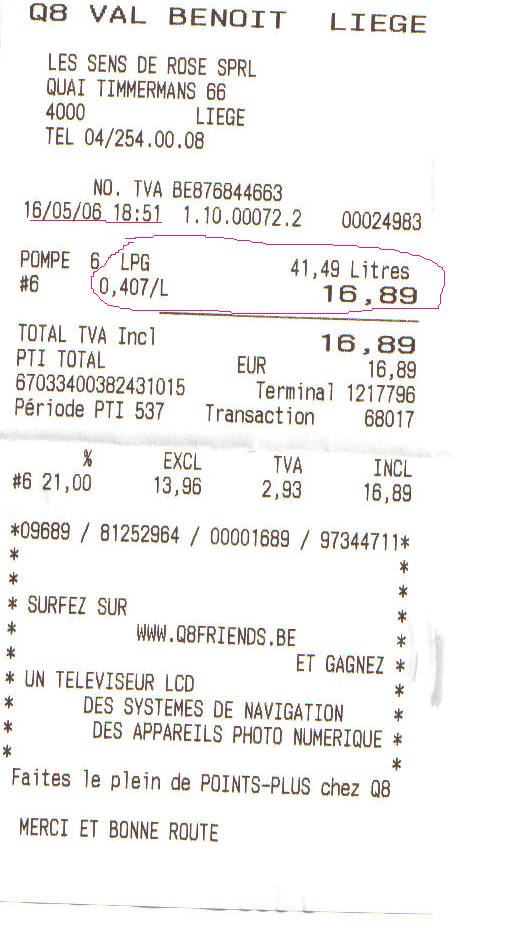 Q8 VAL BENOIT LIEGE
LES SENS DE ROSE SPRL
QUAI TIMMERMANS 66
4000 LIEGE
TEL 04/254.00.08
NO. TVA BE876844663
16/05/06 18:51 1.10.00072.2 00024983
POMPE 6 LPG 41,49 Litres
#6 0,407/L 16,89
TOTAL TVA Incl 16,89
PTI TOTAL EUR 16,89
67033400382431015 Terminal 1217796
Période PTI 537 Transaction 68017
% EXCL TVA INCL
#6 21,00 13,96 2,93 16,89
*09689 / 81252964 / 00001689 / 97344711*
* *
* *
* SURFEZ SUR *
* WWW.Q8FRIENDS.BE *
* ET GAGNEZ *
* UN TELEVISEUR LCD *
* DES SYSTEMES DE NAVIGATION *
* DES APPAREILS PHOTO NUMERIQUE *
* *
Faites le plein de POINTS-PLUS chez Q8
MERCI ET BONNE ROUTE